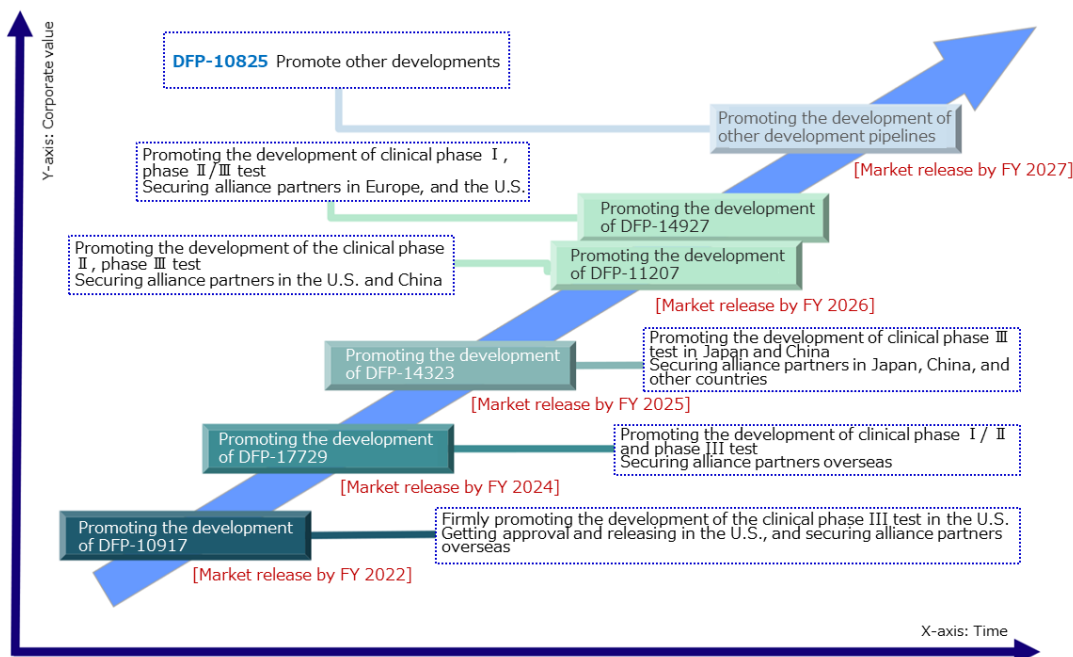 Y-axis: Corporate value
DFP-10825 Promote other developments
Promoting the development of
other development pipelines
[Market release by FY 2027]
Promoting the development of clinical phase Ⅰ,
phase Ⅱ/Ⅲ test
Securing alliance partners in Europe, and the U.S.
Promoting the development
of DFP-14927
Promoting the development of the clinical phase
Ⅱ, phase Ⅲ test
Securing alliance partners in the U.S. and China
Promoting the development
of DFP-11207
[Market release by FY 2026]
Promoting the development
of DFP-14323
Promoting the development of clinical phase Ⅲ
test in Japan and China
Securing alliance partners in Japan, China, and
other countries
[Market release by FY 2025]
Promoting the development
of DFP-17729
Promoting the development of clinical phase Ⅰ/ Ⅱ
and phase III test
Securing alliance partners overseas
[Market release by FY 2024]
Promoting the development
of DFP-10917
Firmly promoting the development of the clinical phase III test in the U.S.
Getting approval and releasing in the U.S., and securing alliance partners
overseas
[Market release by FY 2022]
X-axis: Time